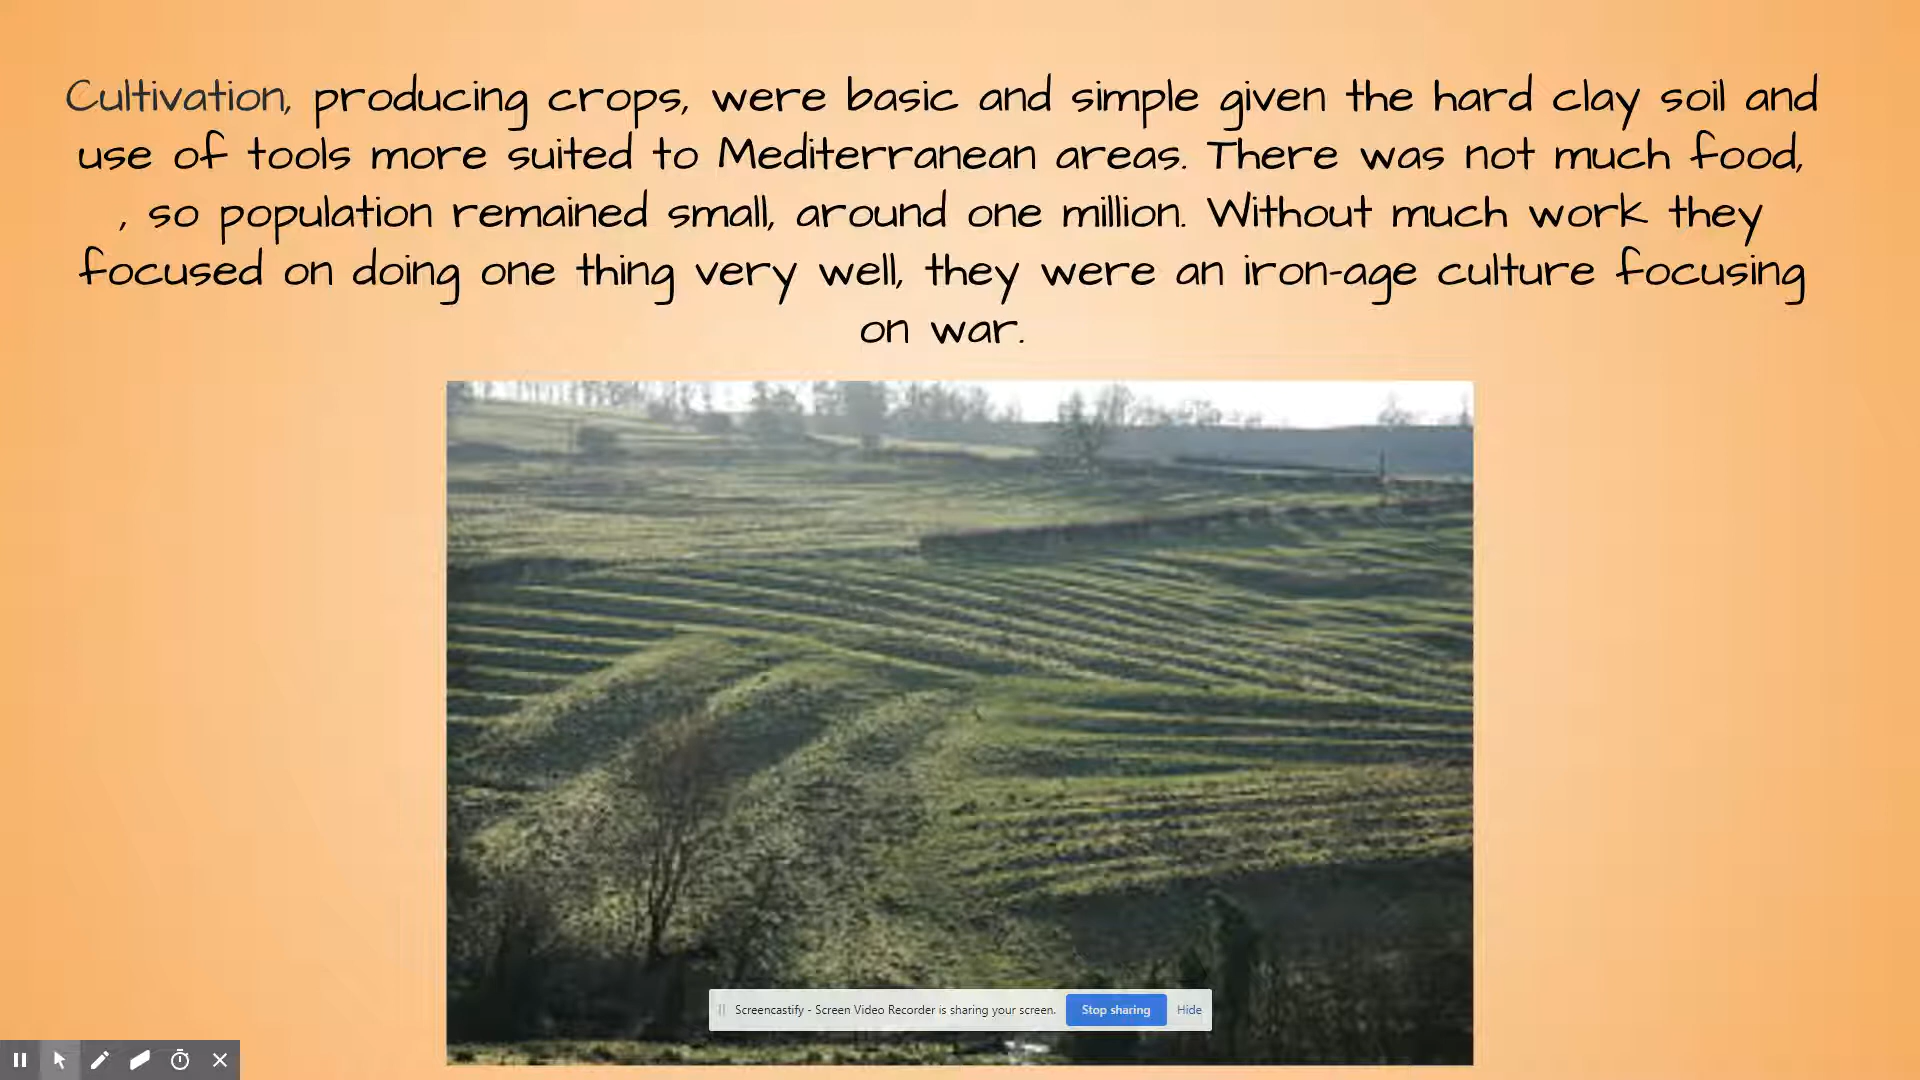 Cultivation, producing crops, were basic and simple given the hard clay soil and
use of tools more suited to Mediterranean areas. There was not much food,
, so population remained small, around one million. Without much work they
focused on doing one thing very well, they were an iron-age culture focusing
on war.
Screencastify - Screen Video Recorder is sharing your screen. Stop sharing Hide